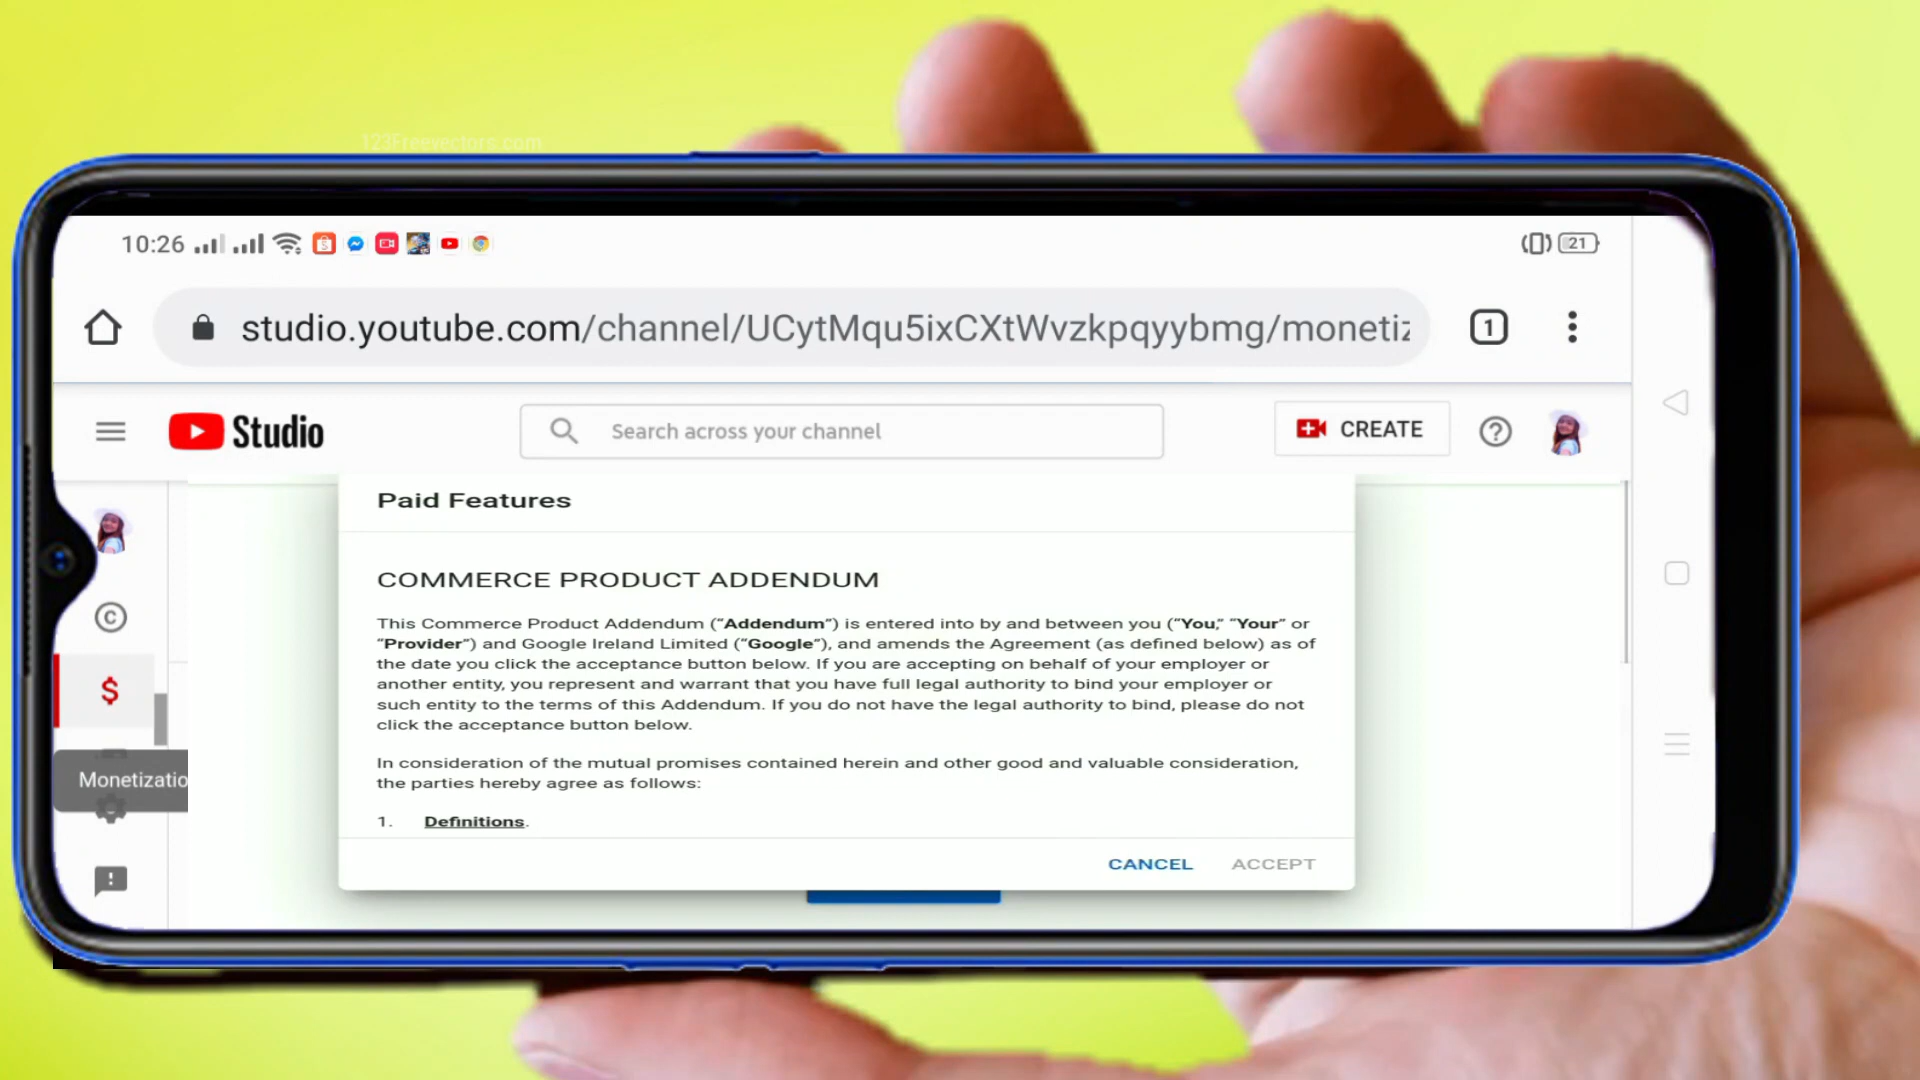 123Freevectors.com
10:26
21
studio.youtube.com/channel/UCytMqu5ixCXtWvzkpqyybmg/monetiz
1
Studio
Search across your channel
CREATE
Paid Features
COMMERCE PRODUCT ADDENDUM
This Commerce Product Addendum (“Addendum”) is entered into by and between you (“You,” “Your” or
“Provider”) and Google Ireland Limited (“Google”), and amends the Agreement (as defined below) as of
the date you click the acceptance button below. If you are accepting on behalf of your employer or
another entity, you represent and warrant that you have full legal authority to bind your employer or
such entity to the terms of this Addendum. If you do not have the legal authority to bind, please do not
click the acceptance button below.
In consideration of the mutual promises contained herein and other good and valuable consideration,
the parties hereby agree as follows:
1. Definitions.
Monetizatio
CANCEL ACCEPT